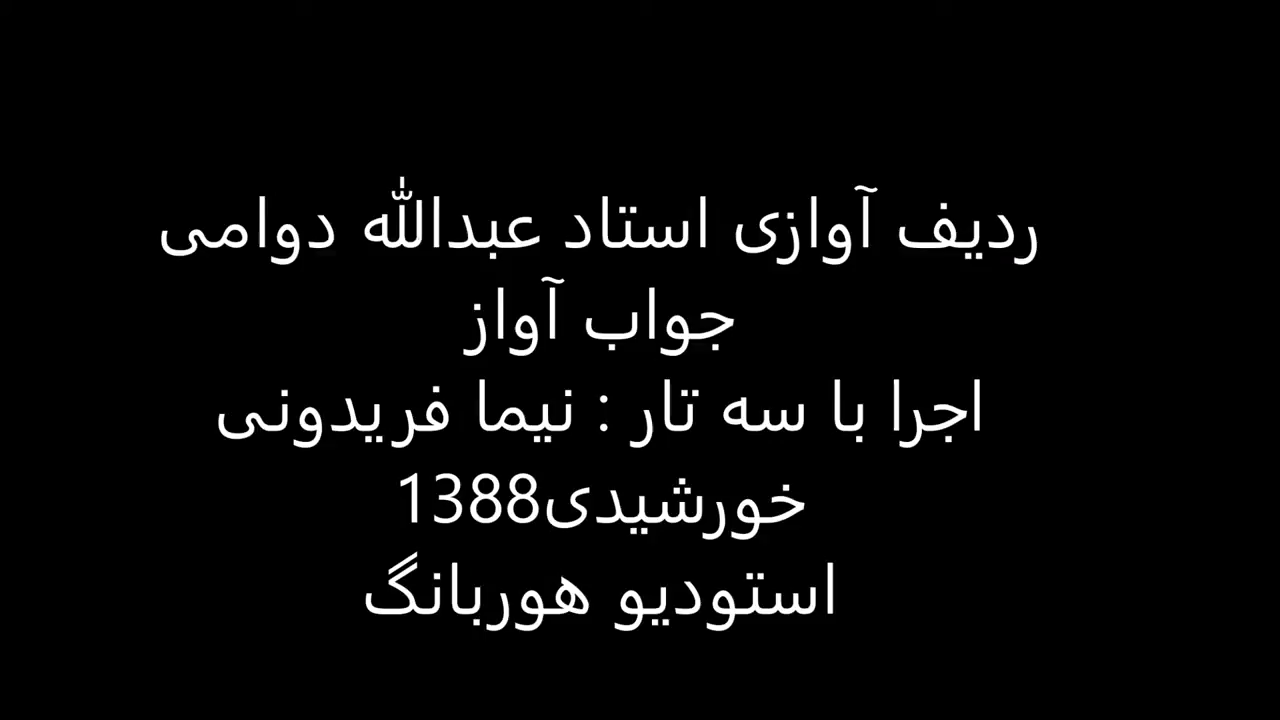 ردیف آوازی استاد عبدالله دوامی
جواب آواز
اجرا با سه تار : نیما فریدونی
خورشیدی1388
استودیو هوربانگ